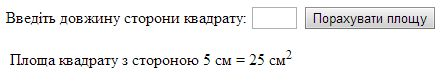 Введіть довжину сторони квадрату: Порахувати площу
Площа квадрату з стороною 5 см = 25 см²